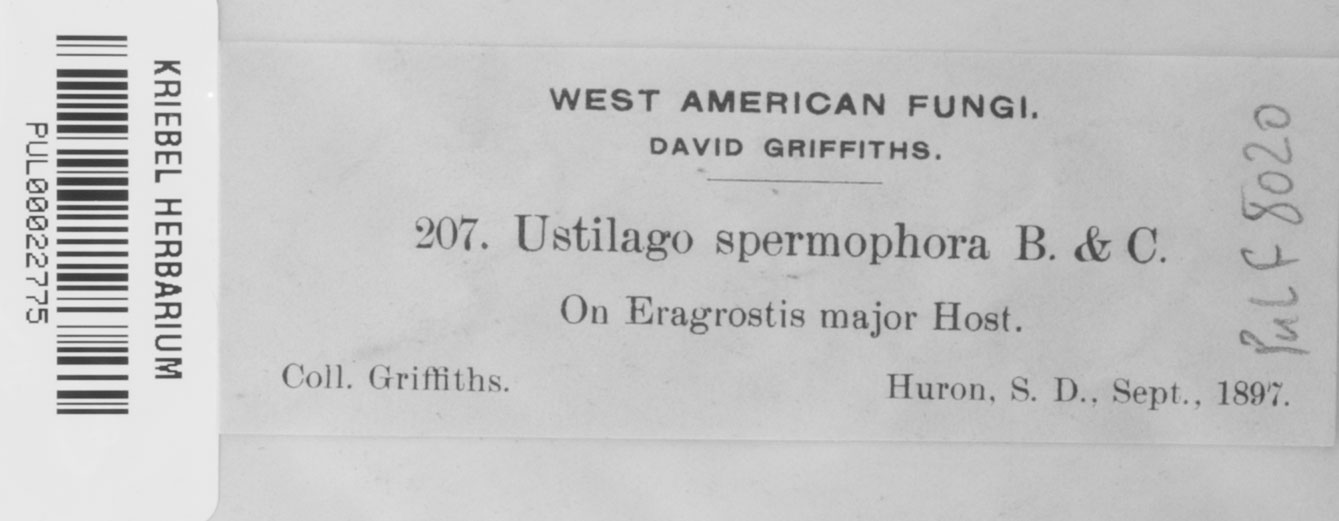 KRIEBEL HERBARIUM
PUL00022775
WEST AMERICAN FUNGI.
DAVID GRIFFITHS.
207. Ustilago spermophora B. & C.
On Eragrostis major Host.
Coll. Griffiths.
Huron, S. D., Sept., 1897.
PuL F 8020